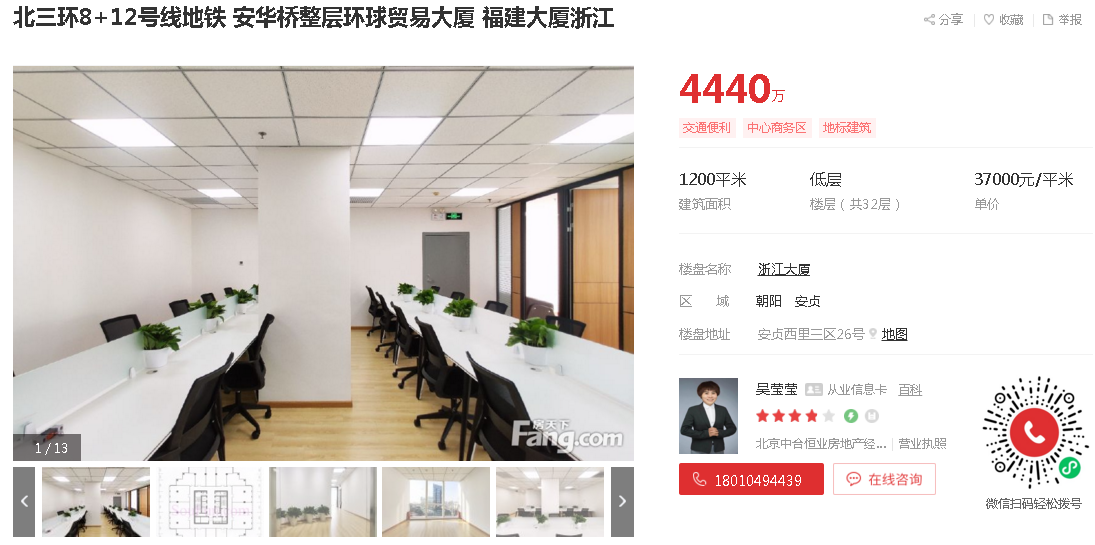 北三环8+12号线地铁 安华桥整层环球贸易大厦 福建大厦浙江
分享 收藏 举报
4440万
交通便利 中心商务区 地标建筑
1200平米 低层 37000元/平米
建筑面积 楼层（共32层） 单价
楼盘名称 浙江大厦
区 域 朝阳 安贞
楼盘地址 安贞西里三区26号 地图
吴莹莹 从业信息卡 百科
北京中合恒业房地产经... 营业执照
18010494439 在线咨询
微信扫码轻松拨号
房天下
Fang.com
1 / 13